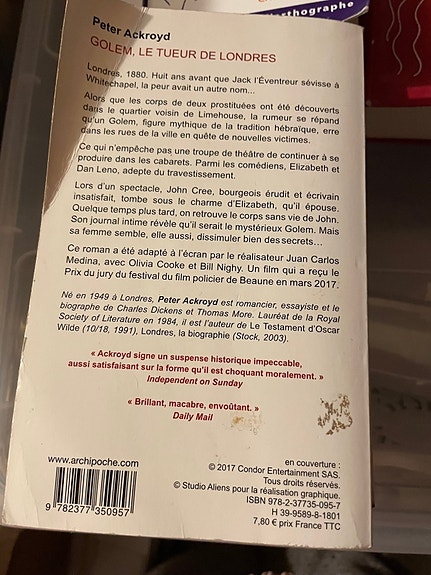 orthographe
Peter Ackroyd
GOLEM, LE TUEUR DE LONDRES
Londres, 1880. Huit ans avant que Jack l'Éventreur sévisse à
Whitechapel, la peur avait un autre nom...
Alors que les corps de deux prostituées ont été découverts
dans le quartier voisin de Limehouse, la rumeur se répand
qu'un Golem, figure mythique de la tradition hébraïque, erre
dans les rues de la ville en quête de nouvelles victimes.
Ce qui n'empêche pas une troupe de théâtre de continuer à se
produire dans les cabarets. Parmi les comédiens, Elizabeth et
Dan Leno, adepte du travestissement.
Lors d'un spectacle, John Cree, bourgeois érudit et écrivain
insatisfait, tombe sous le charme d'Elizabeth, qu'il épouse.
Quelque temps plus tard, on retrouve le corps sans vie de John.
Son journal intime révèle qu'il serait le mystérieux Golem. Mais
sa femme semble, elle aussi, dissimuler bien des secrets...
Ce roman a été adapté à l'écran par le réalisateur Juan Carlos
Medina, avec Olivia Cooke et Bill Nighy. Un film qui a reçu le
Prix du jury du festival du film policier de Beaune en mars 2017.
Né en 1949 à Londres, Peter Ackroyd est romancier, essayiste et le
biographe de Charles Dickens et Thomas More. Lauréat de la Royal
Society of Literature en 1984, il est l'auteur de Le Testament d'Oscar
Wilde (10/18, 1991), Londres, la biographie (Stock, 2003).
« Ackroyd signe un suspense historique impeccable,
aussi satisfaisant sur la forme qu'il est choquant moralement. »
Independent on Sunday
« Brillant, macabre, envoûtant. »
Daily Mail
www.archipoche.com
9 782377 350957
en couverture :
© 2017 Condor Entertainment SAS.
Tous droits réservés.
© Studio Aliens pour la réalisation graphique.
ISBN 978-2-37735-095-7
H 39-9589-8-1801
7,80 € prix France TTC